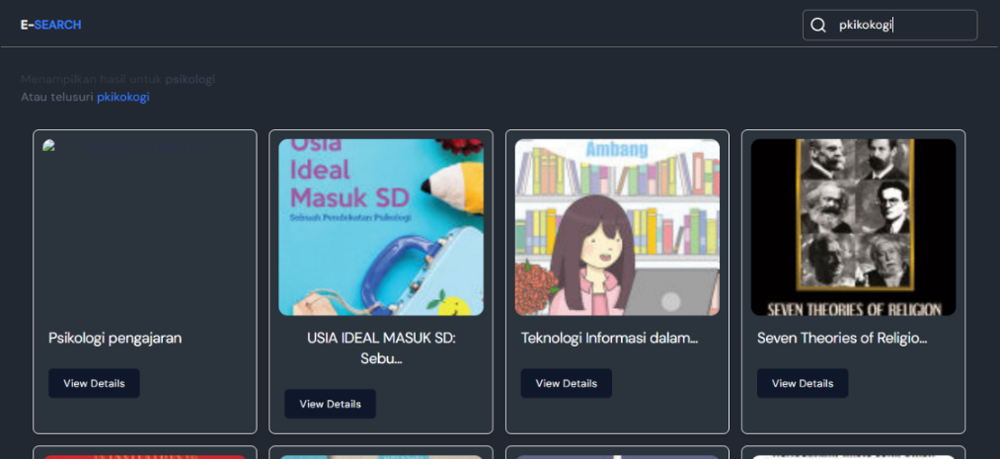 E-SEARCH
pkikokogi
Menampilkan hasil untuk psikologi
Atau telusuri pkikokogi
Usia
Ideal
Masuk SD
Sebuah Pendekatan Psikologi
Ambang
SEVEN THEORIES OF RELIGION
Psikologi pengajaran
USIA IDEAL MASUK SD:
Sebu...
Teknologi Informasi dalam...
Seven Theories of Religio...
View Details
View Details
View Details
View Details